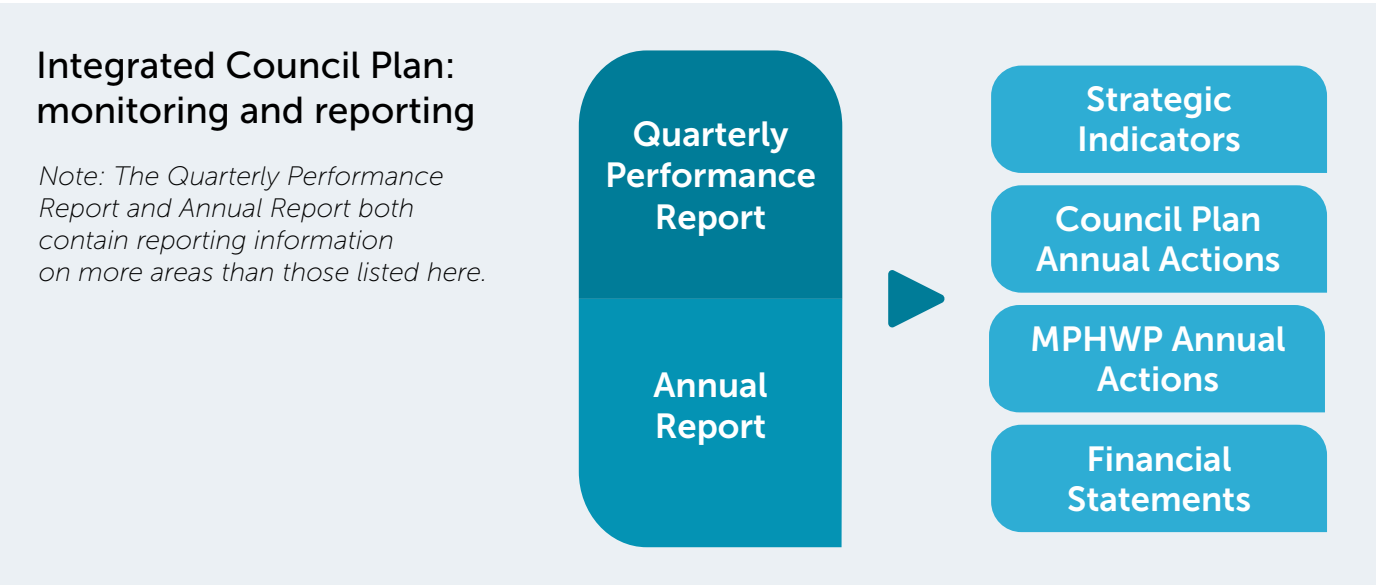 Integrated Council Plan:
monitoring and reporting
Note: The Quarterly Performance
Report and Annual Report both
contain reporting information
on more areas than those listed here.
Quarterly
Performance
Report
Annual
Report
Strategic
Indicators
Council Plan
Annual Actions
MPHWP Annual
Actions
Financial
Statements